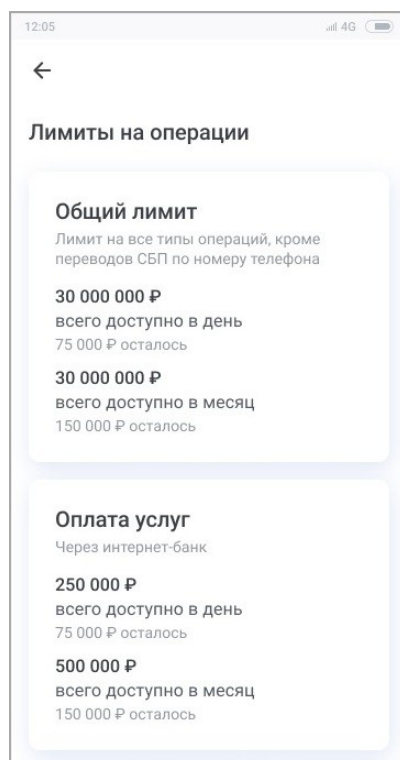 12:05 4G
Лимиты на операции
Общий лимит
Лимит на все типы операций, кроме
переводов СБП по номеру телефона
30 000 000 ₽
всего доступно в день
75 000 ₽ осталось
30 000 000 ₽
всего доступно в месяц
150 000 ₽ осталось
Оплата услуг
Через интернет-банк
250 000 ₽
всего доступно в день
75 000 ₽ осталось
500 000 ₽
всего доступно в месяц
150 000 ₽ осталось